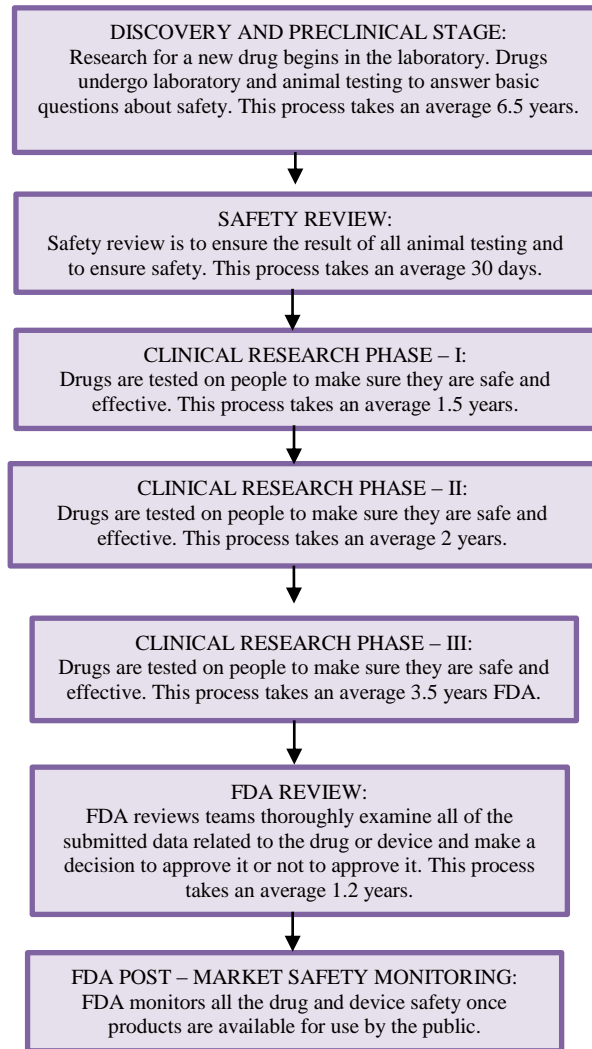 DISCOVERY AND PRECLINICAL STAGE:
Research for a new drug begins in the laboratory. Drugs
undergo laboratory and animal testing to answer basic
questions about safety. This process takes an average 6.5 years.
SAFETY REVIEW:
Safety review is to ensure the result of all animal testing and
to ensure safety. This process takes an average 30 days.
CLINICAL RESEARCH PHASE – I:
Drugs are tested on people to make sure they are safe and
effective. This process takes an average 1.5 years.
CLINICAL RESEARCH PHASE – II:
Drugs are tested on people to make sure they are safe and
effective. This process takes an average 2 years.
CLINICAL RESEARCH PHASE – III:
Drugs are tested on people to make sure they are safe and
effective. This process takes an average 3.5 years FDA.
FDA REVIEW:
FDA reviews teams thoroughly examine all of the
submitted data related to the drug or device and make a
decision to approve it or not to approve it. This process
takes an average 1.2 years.
FDA POST – MARKET SAFETY MONITORING:
FDA monitors all the drug and device safety once
products are available for use by the public.